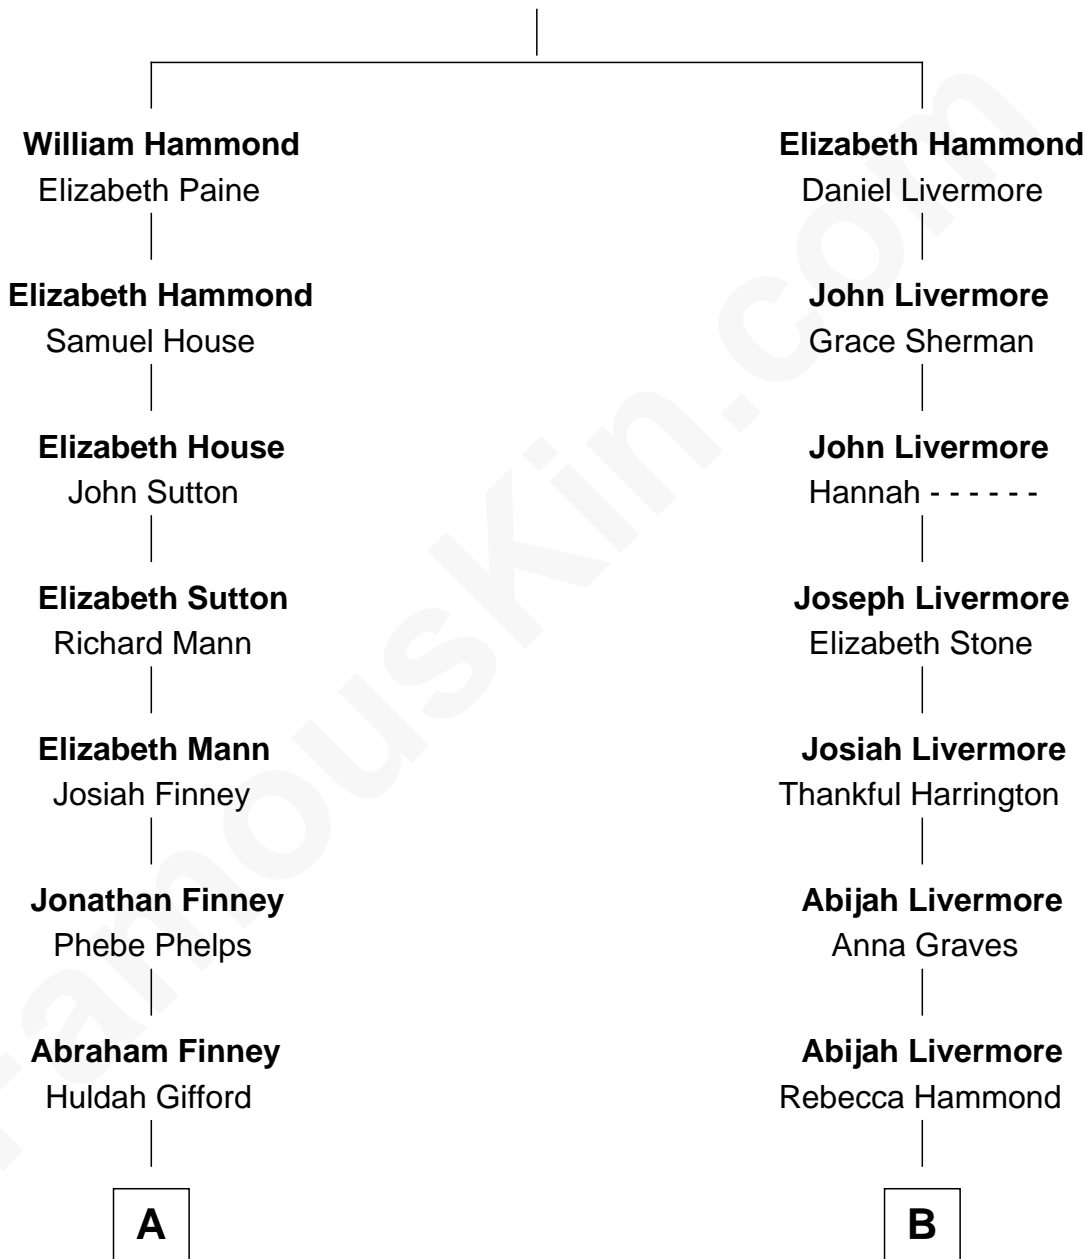 William Hammond
Elizabeth Paine
Elizabeth Hammond
Samuel House
Elizabeth House
John Sutton
Elizabeth Sutton
Richard Mann
Elizabeth Mann
Josiah Finney
Jonathan Finney
Phebe Phelps
Abraham Finney
Huldah Gifford
A
Elizabeth Hammond
Daniel Livermore
John Livermore
Grace Sherman
John Livermore
Hannah - - - - - -
Joseph Livermore
Elizabeth Stone
Josiah Livermore
Thankful Harrington
Abijah Livermore
Anna Graves
Abijah Livermore
Rebecca Hammond
B
FamousKin.com